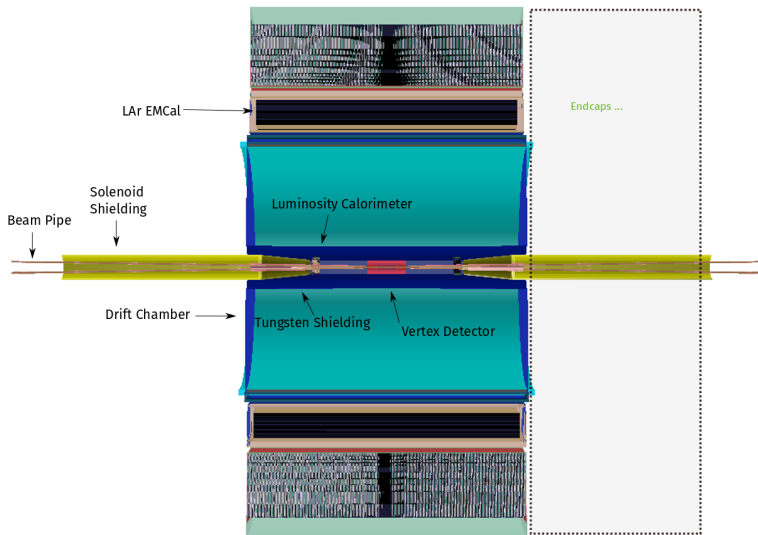 Endcaps ...
LAr EMCal
Solenoid
Shielding
Luminosity Calorimeter
Beam Pipe
Drift Chamber
Tungsten Shielding
Vertex Detector